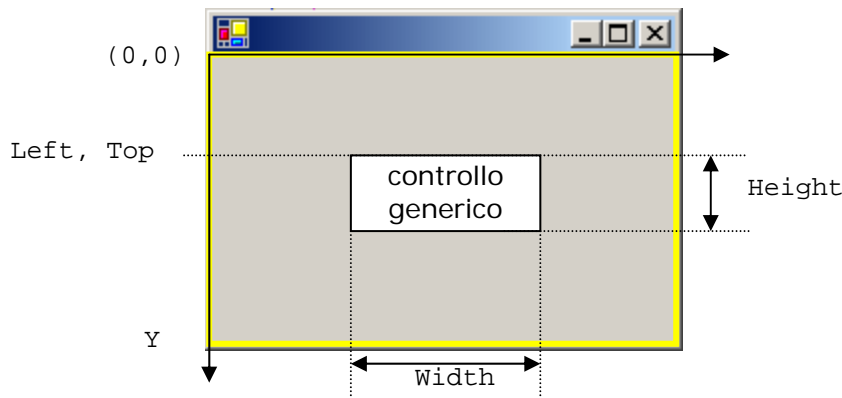 (0,0)
Left, Top
controllo
generico
Height
Y
Width